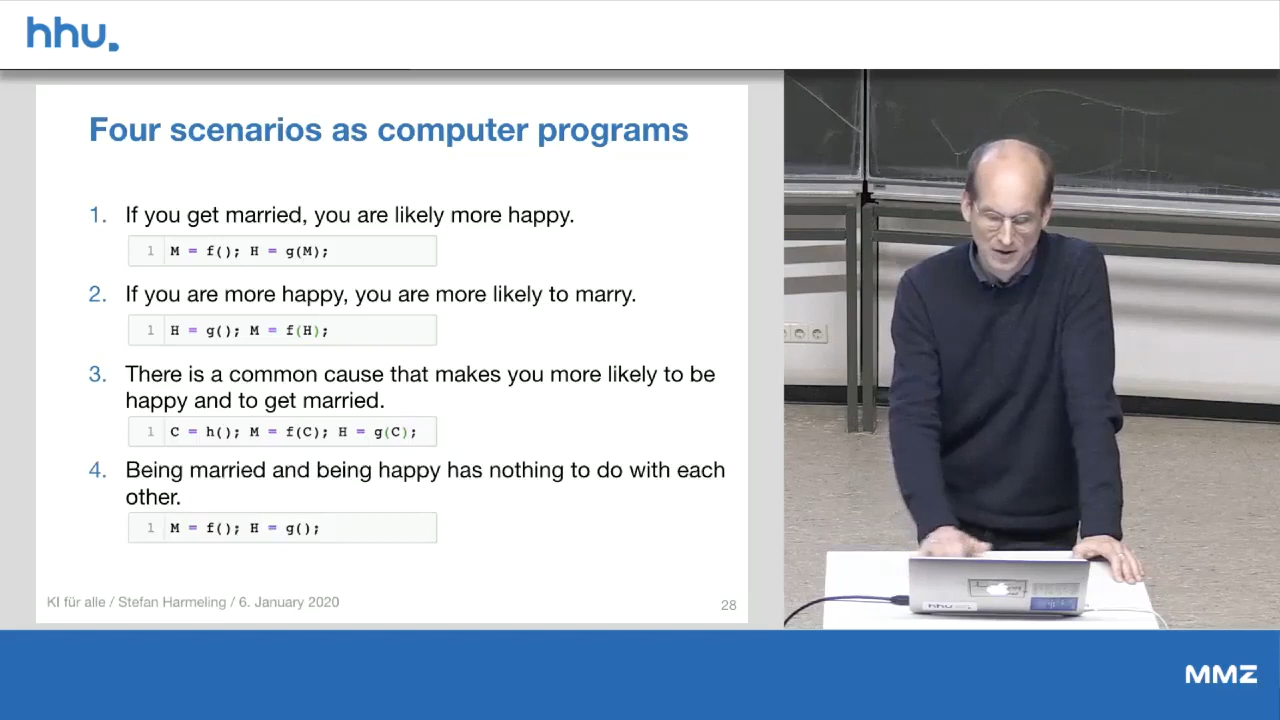 hhu.
Four scenarios as computer programs
1. If you get married, you are likely more happy.
1 M = f(); H = g(M);
2. If you are more happy, you are more likely to marry.
1 H = g(); M = f(H);
3. There is a common cause that makes you more likely to be
happy and to get married.
1 C = h(); M = f(C); H = g(C);
4. Being married and being happy has nothing to do with each
other.
1 M = f(); H = g();
KI für alle / Stefan Harmeling / 6. January 2020
28
hhu
MMZ